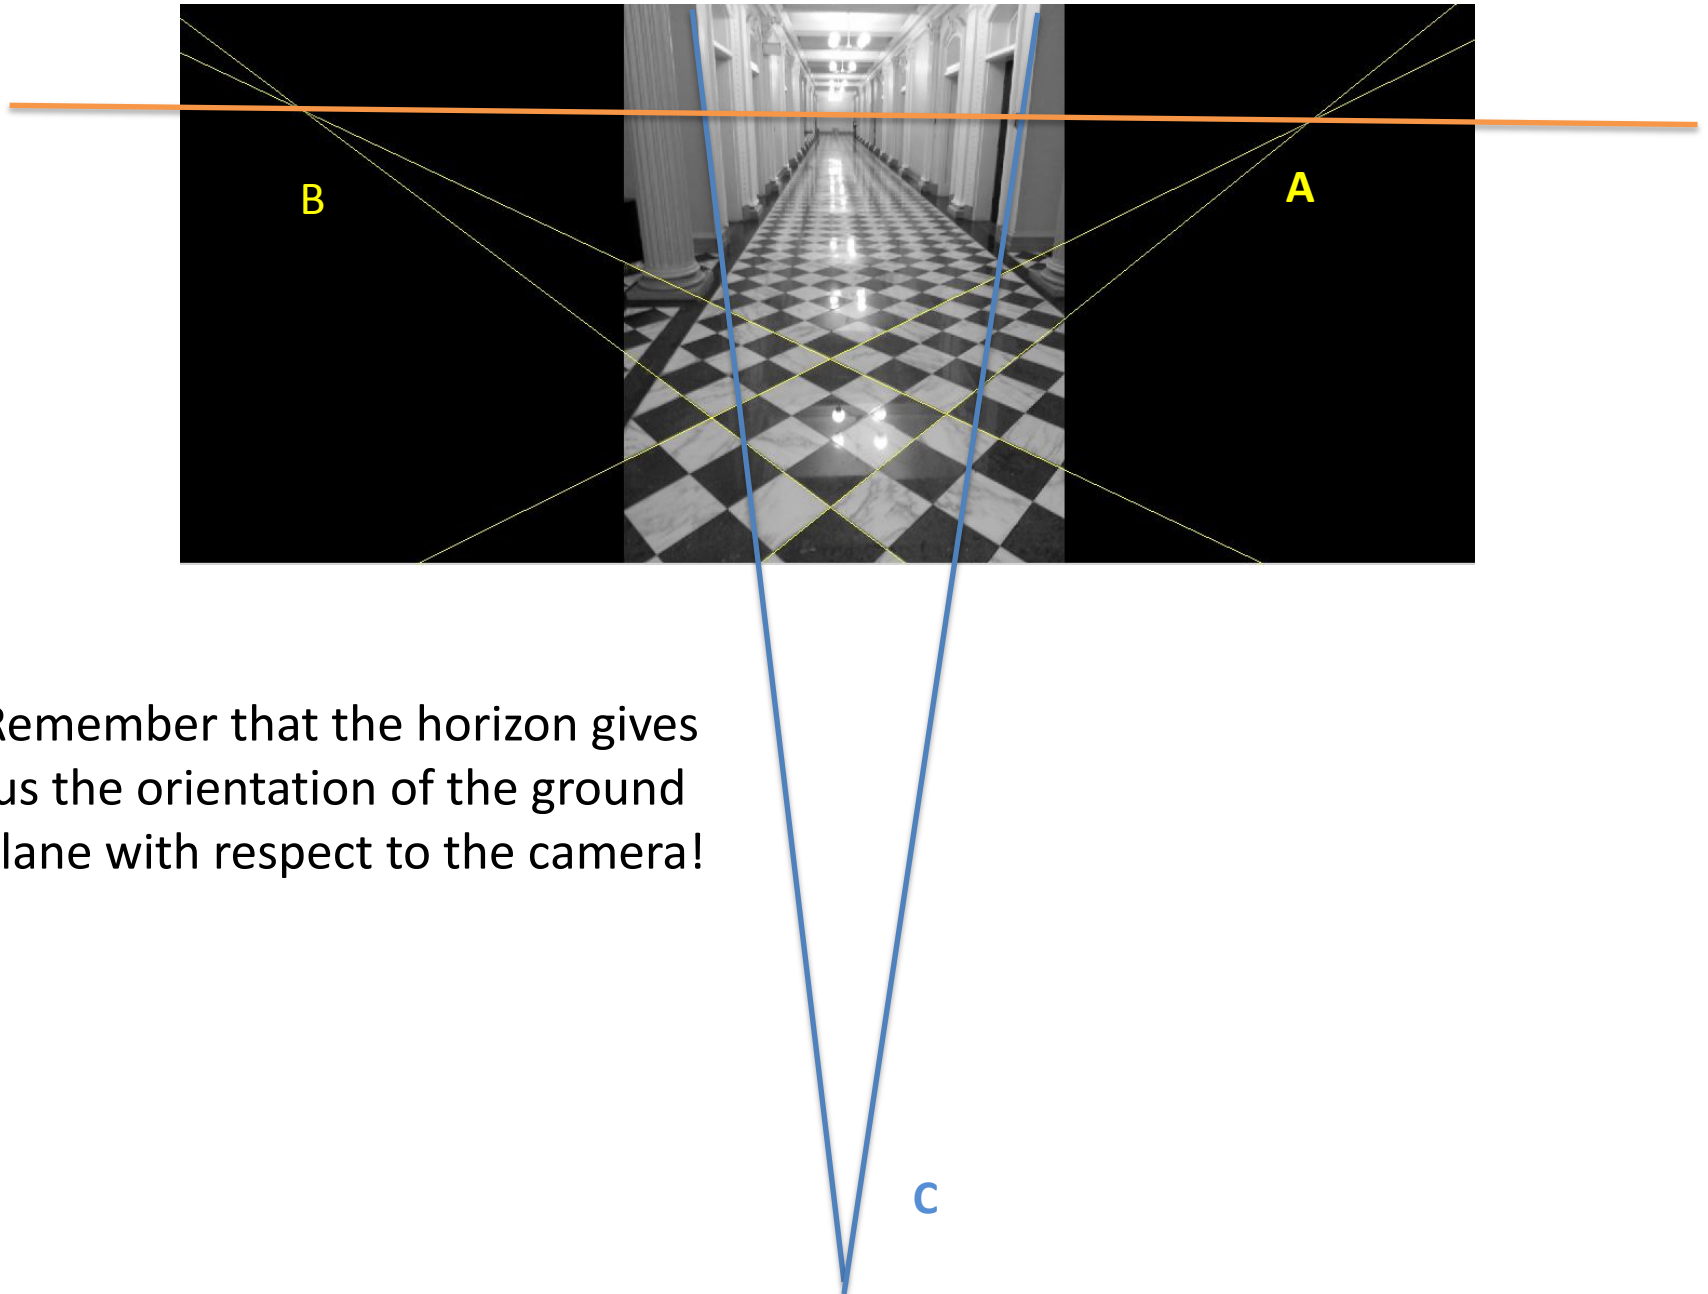 B
A
Remember that the horizon gives
us the orientation of the ground
lane with respect to the camera!
C